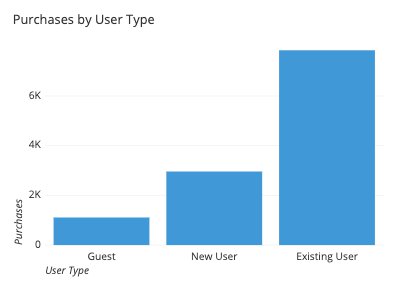 Purchases by User Type
6K
4K
2K
0
Purchases
Guest New User Existing User
User Type